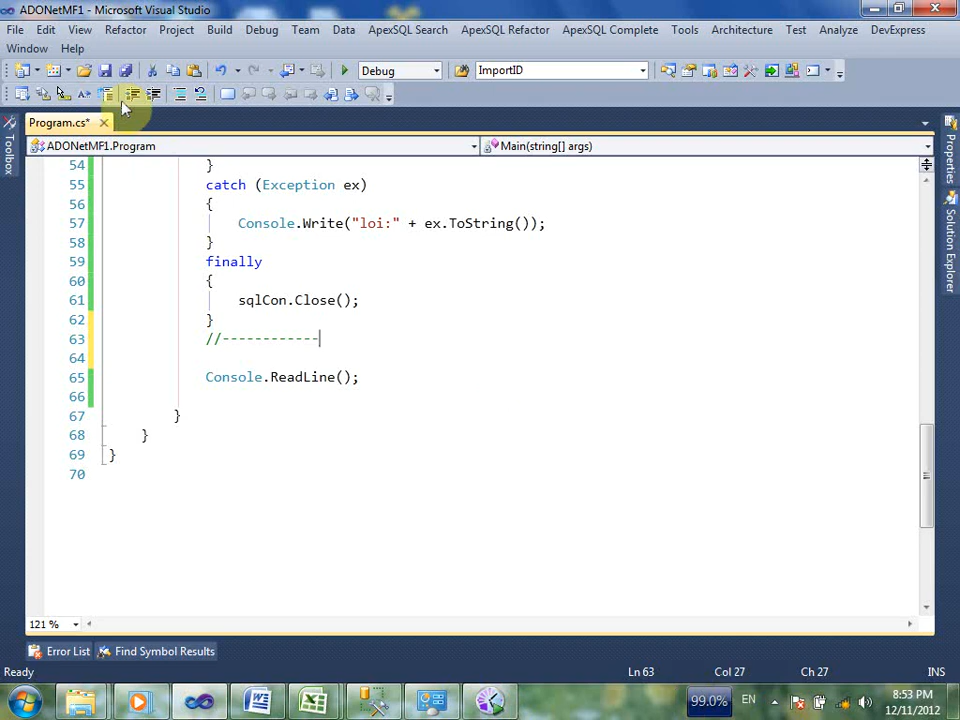 ADONetMF1 - Microsoft Visual Studio
File Edit View Refactor Project Build Debug Team Data ApexSQL Search ApexSQL Refactor ApexSQL Complete Tools Architecture Test Analyze DevExpress
Window Help
Debug ImportID
Program.cs*
Toolbox
Properties
Solution Explorer
ADONetMF1.Program Main(string[] args)
54 }
55 catch (Exception ex)
56 {
57 Console.Write("loi:" + ex.ToString());
58 }
59 finally
60 {
61 sqlCon.Close();
62 }
63 //------------
64
65 Console.ReadLine();
66
67 }
68 }
69 }
70
121 %
Error List Find Symbol Results
Ready Ln 63 Col 27 Ch 27 INS
99.0% EN 8:53 PM
12/11/2012